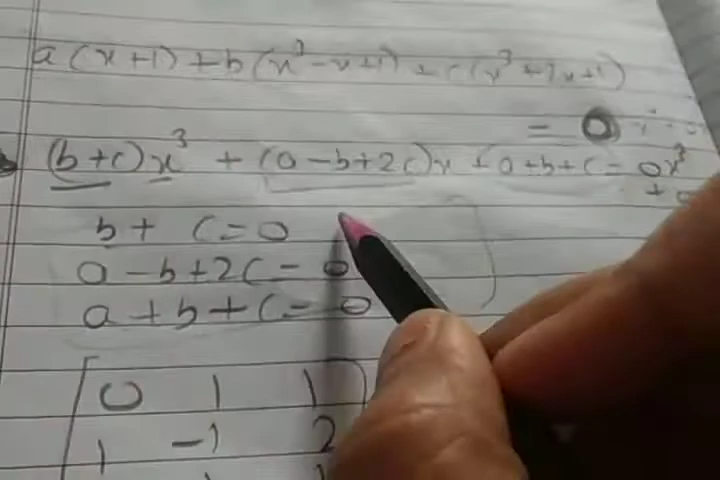 a(x+1)+b(x³-x+1)+c(x³+2x+1)
= 0
(b+c)x³ + (a-b+2c)x + (a+b+c = 0x³
+ 0
b + c = 0
a - b + 2c = 0
a + b + c = 0
0 1 1
1 -1 2